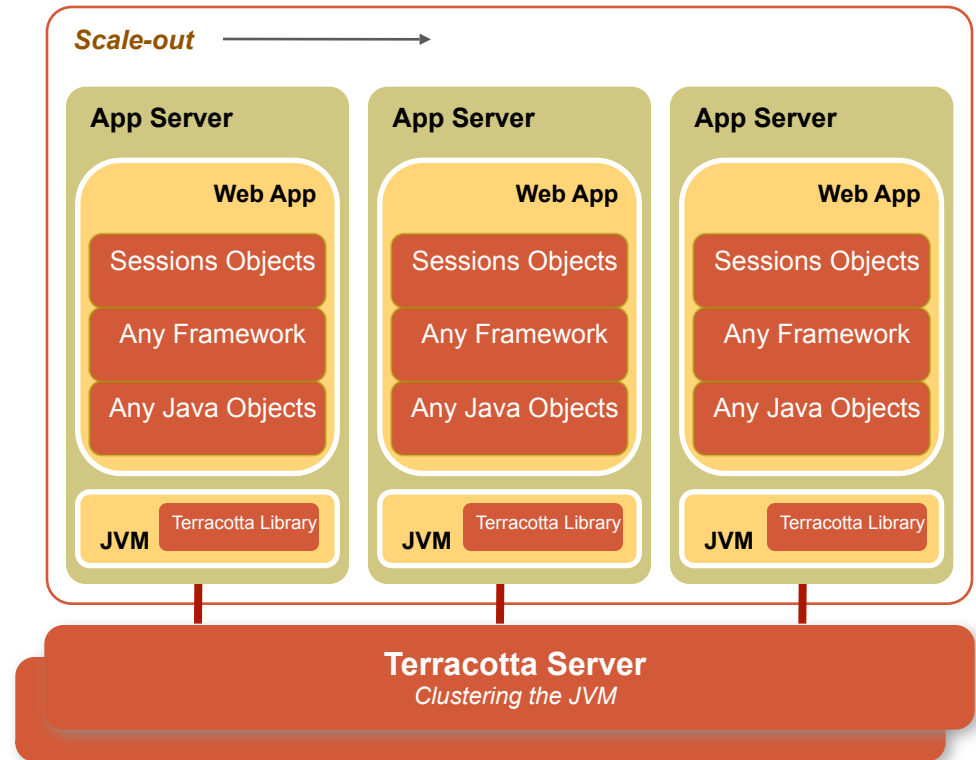 Scale-out
App Server
Web App
Sessions Objects
Any Framework
Any Java Objects
JVM
Terracotta Library
App Server
Web App
Sessions Objects
Any Framework
Any Java Objects
JVM
Terracotta Library
App Server
Web App
Sessions Objects
Any Framework
Any Java Objects
JVM
Terracotta Library
Terracotta Server
Clustering the JVM